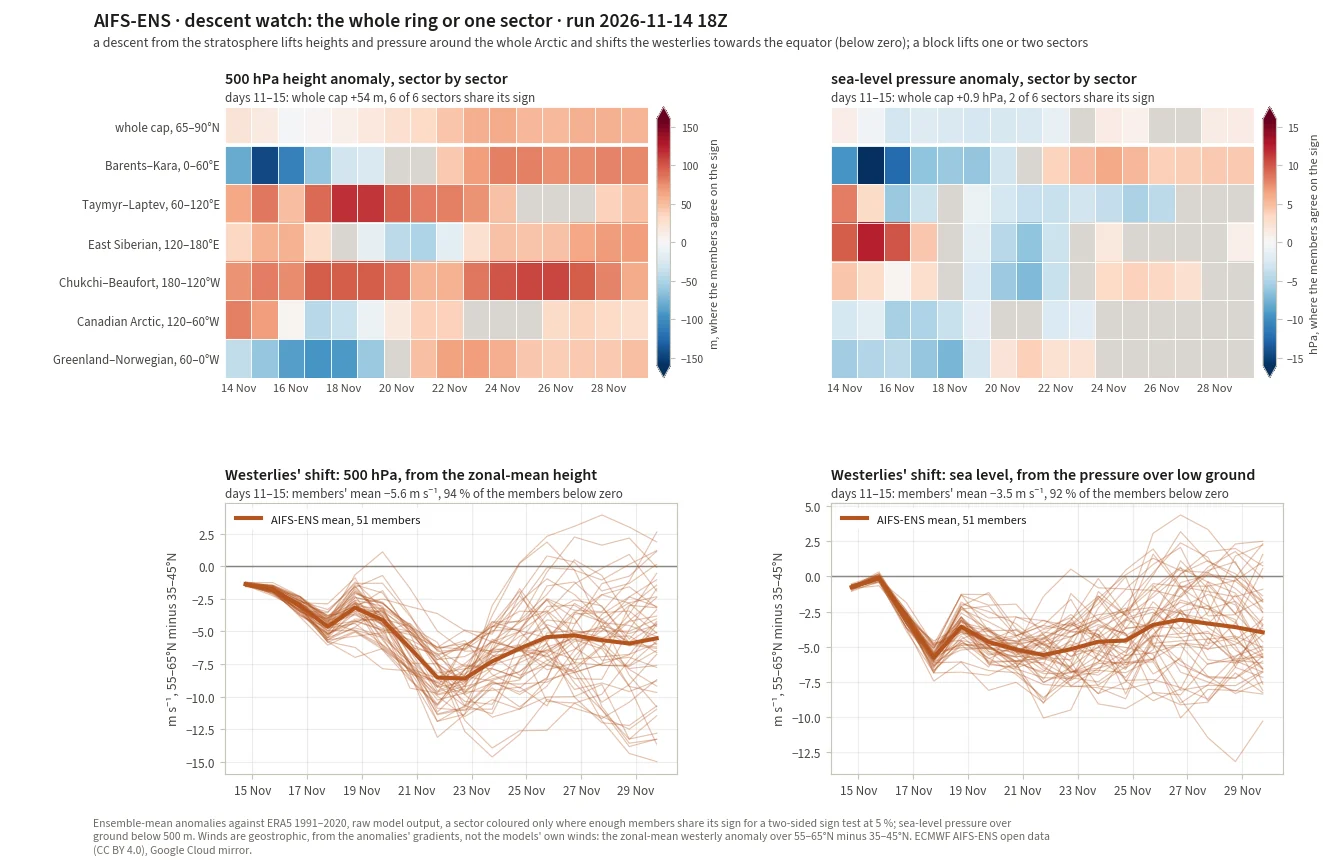 AIFS-ENS · descent watch: the whole ring or one sector · run 2026-11-14 18Z
a descent from the stratosphere lifts heights and pressure around the whole Arctic and shifts the westerlies towards the equator (below zero); a block lifts one or two sectors
500 hPa height anomaly, sector by sector
days 11–15: whole cap +54 m, 6 of 6 sectors share its sign
whole cap, 65–90°N
Barents–Kara, 0–60°E
Taymyr–Laptev, 60–120°E
East Siberian, 120–180°E
Chukchi–Beaufort, 180–120°W
Canadian Arctic, 120–60°W
Greenland–Norwegian, 60–0°W
14 Nov 16 Nov 18 Nov 20 Nov 22 Nov 24 Nov 26 Nov 28 Nov
150
100
50
0
−50
−100
−150
m, where the members agree on the sign
sea-level pressure anomaly, sector by sector
days 11–15: whole cap +0.9 hPa, 2 of 6 sectors share its sign
14 Nov 16 Nov 18 Nov 20 Nov 22 Nov 24 Nov 26 Nov 28 Nov
15
10
5
0
−5
−10
−15
hPa, where the members agree on the sign
Westerlies' shift: 500 hPa, from the zonal-mean height
days 11–15: members' mean −5.6 m s⁻¹, 94 % of the members below zero
AIFS-ENS mean, 51 members
m s⁻¹, 55–65°N minus 35–45°N
2.5
0.0
−2.5
−5.0
−7.5
−10.0
−12.5
−15.0
15 Nov 17 Nov 19 Nov 21 Nov 23 Nov 25 Nov 27 Nov 29 Nov
Westerlies' shift: sea level, from the pressure over low ground
days 11–15: members' mean −3.5 m s⁻¹, 92 % of the members below zero
AIFS-ENS mean, 51 members
m s⁻¹, 55–65°N minus 35–45°N
5.0
2.5
0.0
−2.5
−5.0
−7.5
−10.0
−12.5
15 Nov 17 Nov 19 Nov 21 Nov 23 Nov 25 Nov 27 Nov 29 Nov
Ensemble-mean anomalies against ERA5 1991–2020, raw model output, a sector coloured only where enough members share its sign for a two-sided sign test at 5 %; sea-level pressure over
ground below 500 m. Winds are geostrophic, from the anomalies' gradients, not the models' own winds: the zonal-mean westerly anomaly over 55–65°N minus 35–45°N. ECMWF AIFS-ENS open data
(CC BY 4.0), Google Cloud mirror.